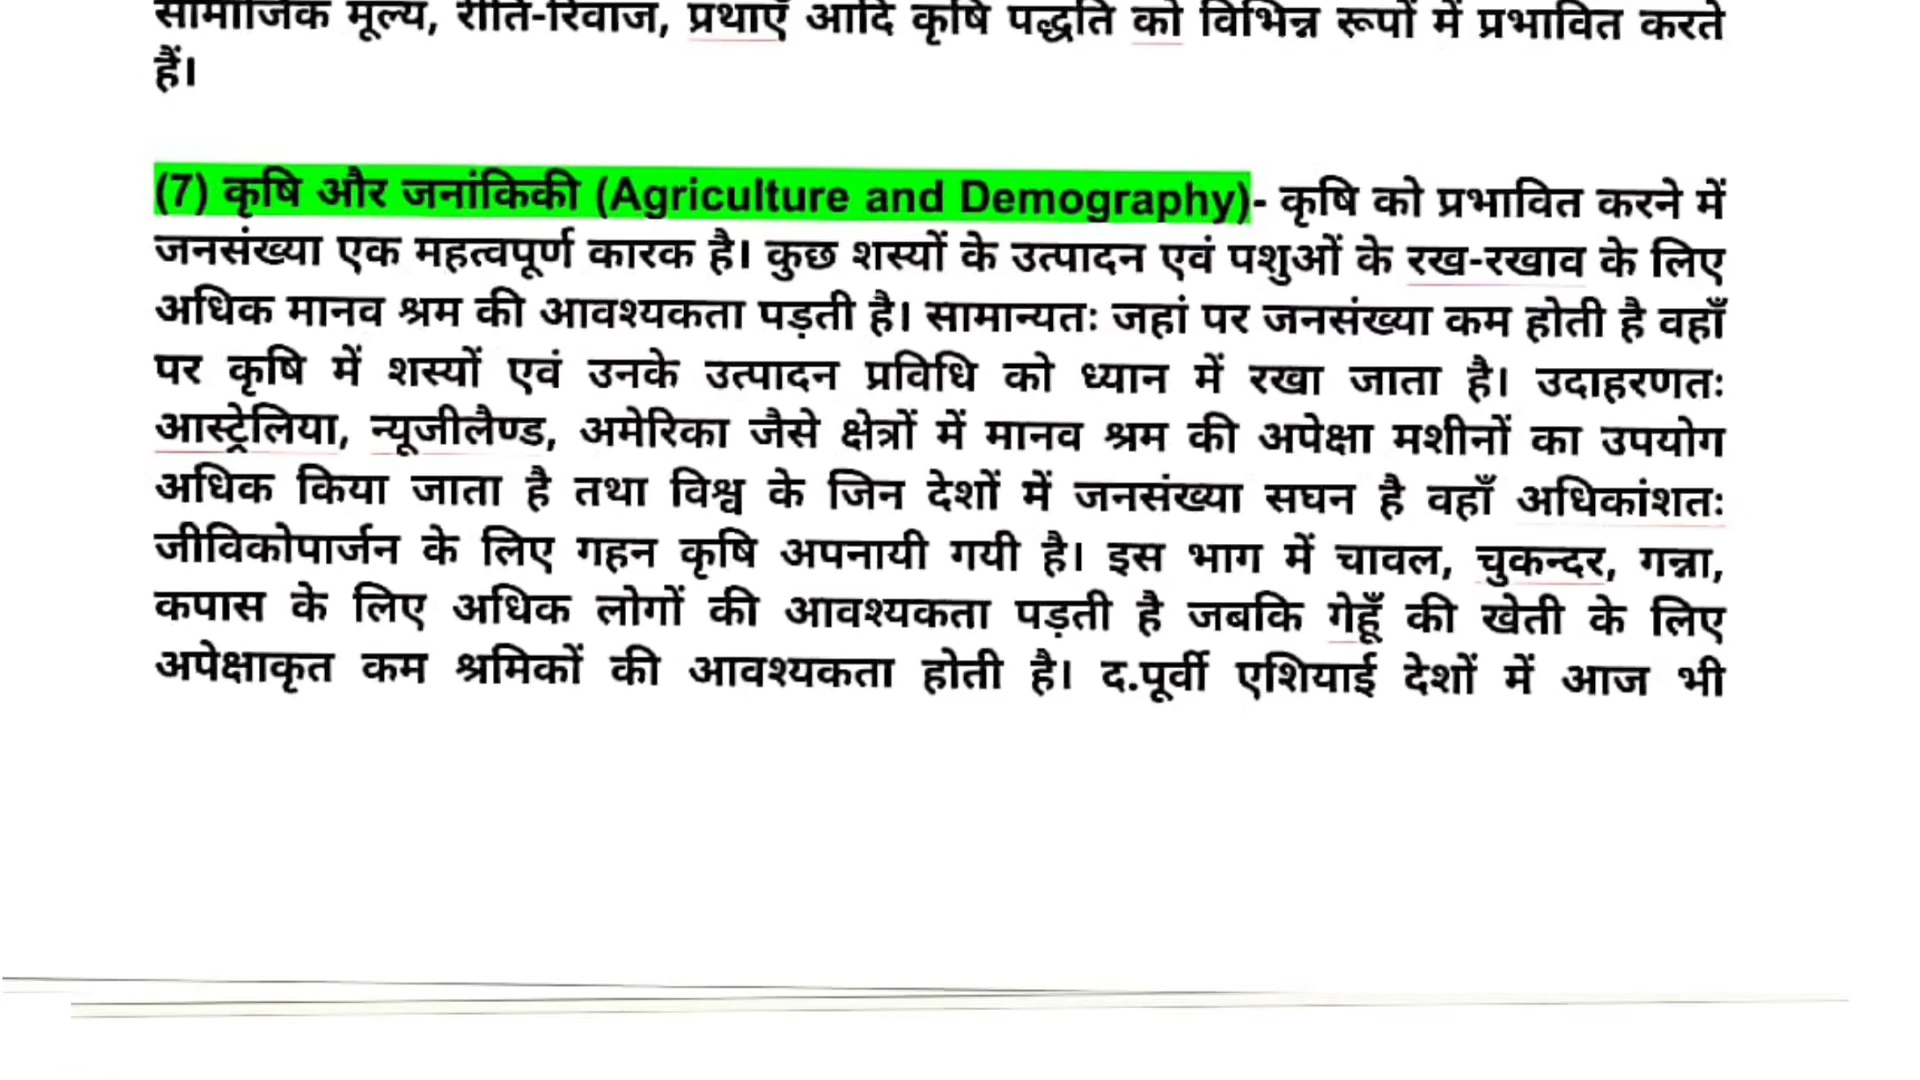 सामाजिक मूल्य, रीति-रिवाज, प्रथाएँ आदि कृषि पद्धति को विभिन्न रूपों में प्रभावित करते
हैं।
(7) कृषि और जनांकिकी (Agriculture and Demography)- कृषि को प्रभावित करने में
जनसंख्या एक महत्वपूर्ण कारक है। कुछ शस्यों के उत्पादन एवं पशुओं के रख-रखाव के लिए
अधिक मानव श्रम की आवश्यकता पड़ती है। सामान्यतः जहां पर जनसंख्या कम होती है वहाँ
पर कृषि में शस्यों एवं उनके उत्पादन प्रविधि को ध्यान में रखा जाता है। उदाहरणतः
आस्ट्रेलिया, न्यूजीलैण्ड, अमेरिका जैसे क्षेत्रों में मानव श्रम की अपेक्षा मशीनों का उपयोग
अधिक किया जाता है तथा विश्व के जिन देशों में जनसंख्या सघन है वहाँ अधिकांशतः
जीविकोपार्जन के लिए गहन कृषि अपनायी गयी है। इस भाग में चावल, चुकन्दर, गन्ना,
कपास के लिए अधिक लोगों की आवश्यकता पड़ती है जबकि गेहूँ की खेती के लिए
अपेक्षाकृत कम श्रमिकों की आवश्यकता होती है। द.पूर्वी एशियाई देशों में आज भी